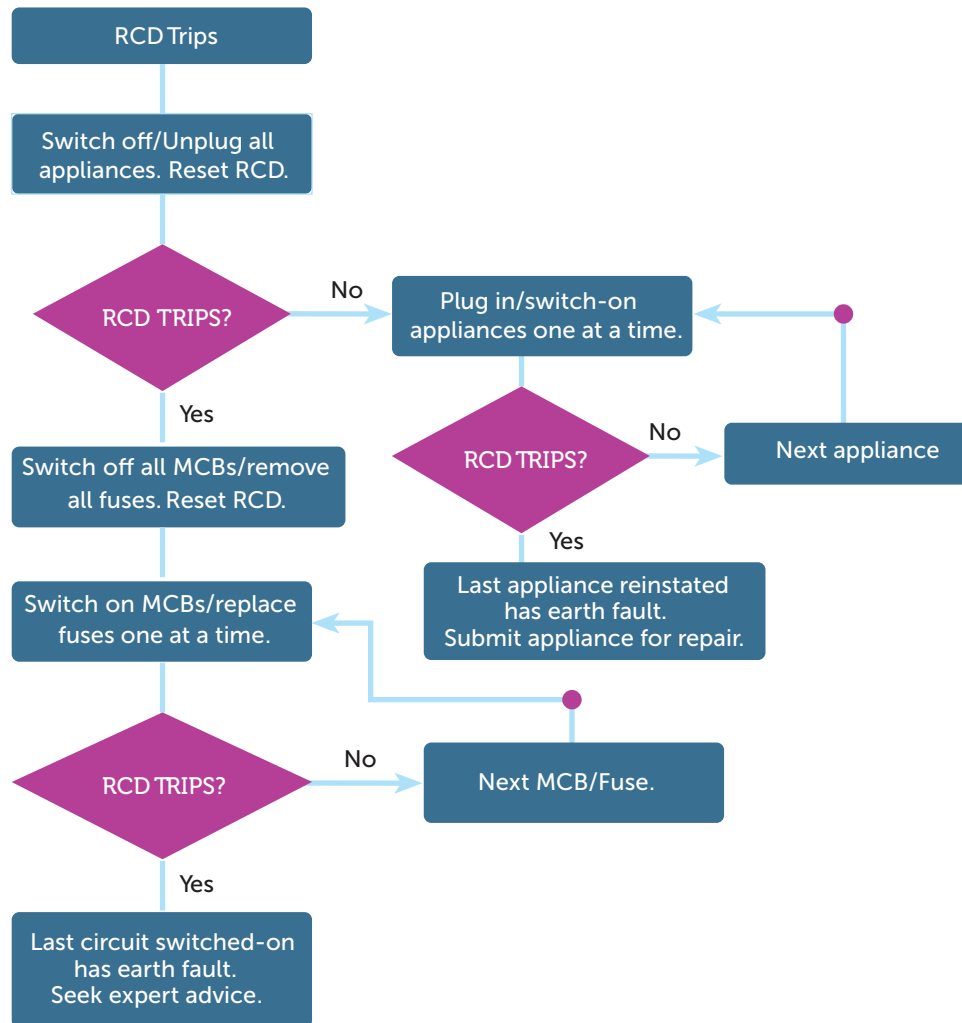 RCD Trips
Switch off/Unplug all
appliances. Reset RCD.
RCD TRIPS?
No
Plug in/switch-on
appliances one at a time.
Yes
RCD TRIPS?
No
Next appliance
Switch off all MCBs/remove
all fuses. Reset RCD.
Yes
Last appliance reinstated
has earth fault.
Submit appliance for repair.
Switch on MCBs/replace
fuses one at a time.
RCD TRIPS?
No
Next MCB/Fuse.
Yes
Last circuit switched-on
has earth fault.
Seek expert advice.